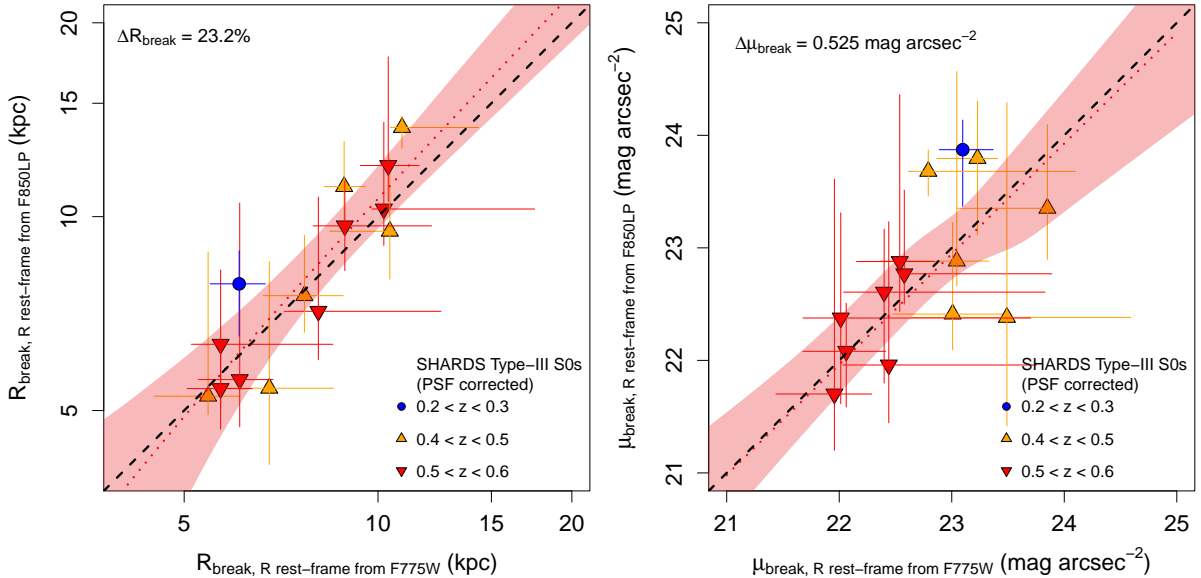 ΔR_break = 23.2%
20
15
10
5
R_break, R rest−frame from F850LP (kpc)
SHARDS Type−III S0s
(PSF corrected)
0.2 < z < 0.3
0.4 < z < 0.5
0.5 < z < 0.6
5 10 15 20
R_break, R rest−frame from F775W (kpc)
Δμ_break = 0.525 mag arcsec⁻²
25
24
23
22
21
μ_break, R rest−frame from F850LP (mag arcsec⁻²)
SHARDS Type−III S0s
(PSF corrected)
0.2 < z < 0.3
0.4 < z < 0.5
0.5 < z < 0.6
21 22 23 24 25
μ_break, R rest−frame from F775W (mag arcsec⁻²)